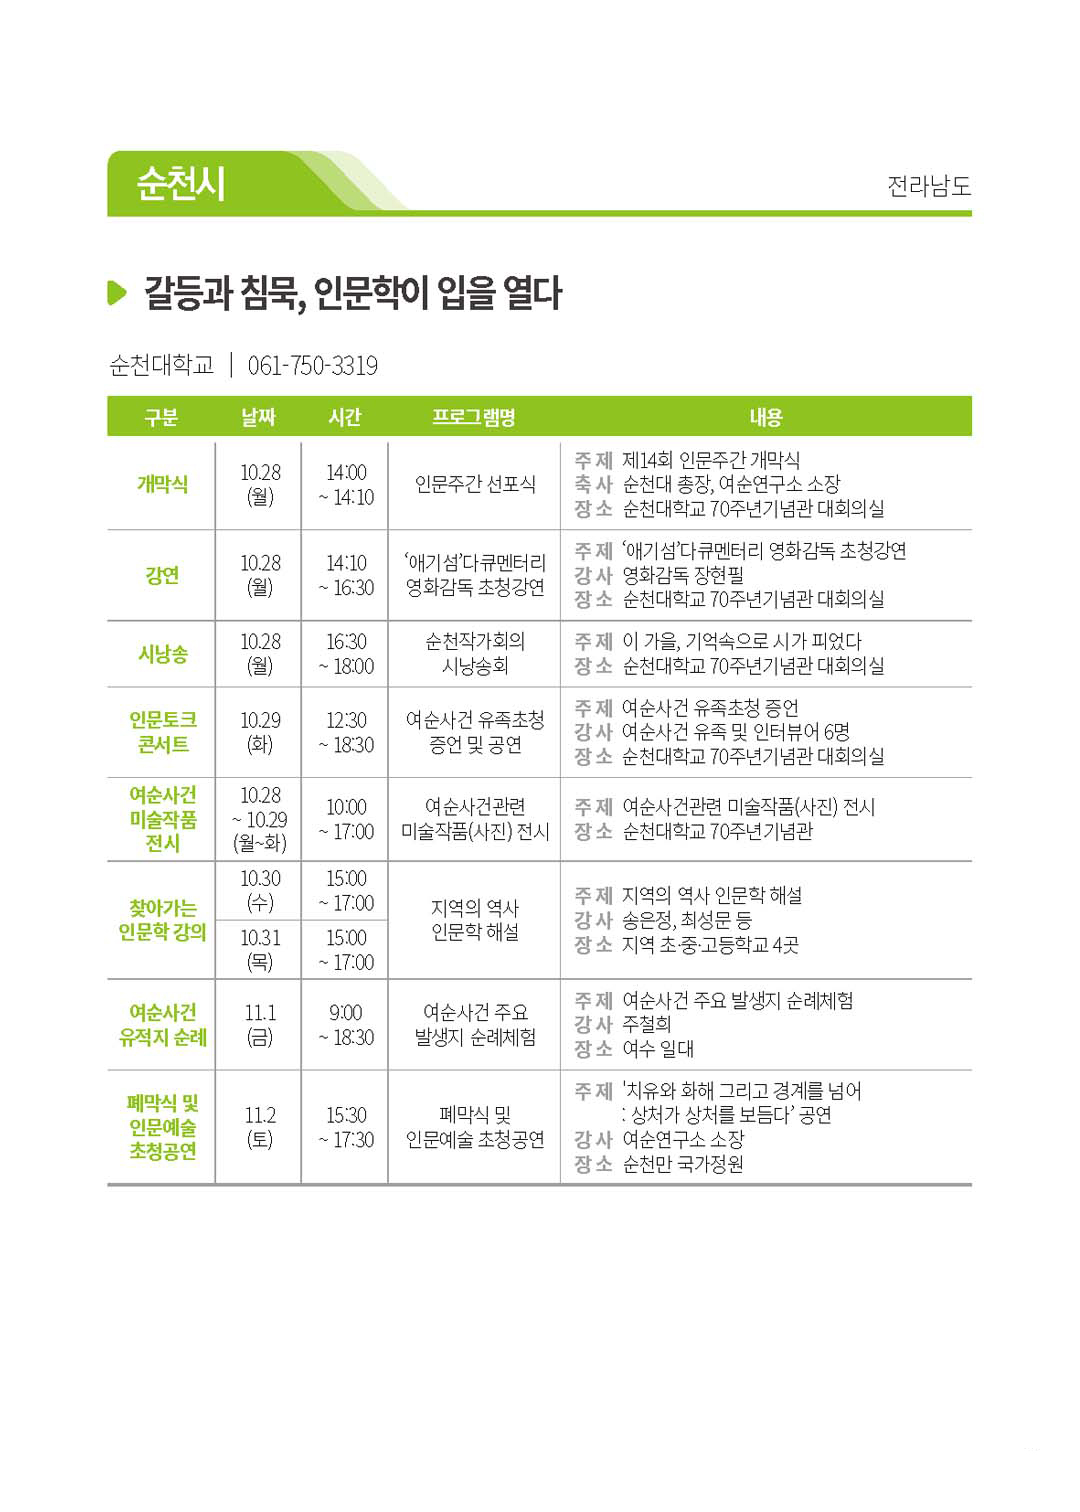 순천시
전라남도
갈등과 침묵, 인문학이 입을 열다
순천대학교 | 061-750-3319
구분 날짜 시간 프로그램명 내용
개막식
10.28
(월)
14:00
~ 14:10
인문주간 선포식
주 제 제14회 인문주간 개막식
축 사 순천대 총장, 여순연구소 소장
장 소 순천대학교 70주년기념관 대회의실
강연
10.28
(월)
14:10
~ 16:30
‘애기섬’다큐멘터리
영화감독 초청강연
주 제 ‘애기섬’다큐멘터리 영화감독 초청강연
강 사 영화감독 장현필
장 소 순천대학교 70주년기념관 대회의실
시낭송
10.28
(월)
16:30
~ 18:00
순천작가회의
시낭송회
주 제 이 가을, 기억속으로 시가 피었다
장 소 순천대학교 70주년기념관 대회의실
인문토크
콘서트
10.29
(화)
12:30
~ 18:30
여순사건 유족초청
증언 및 공연
주 제 여순사건 유족초청 증언
강 사 여순사건 유족 및 인터뷰어 6명
장 소 순천대학교 70주년기념관 대회의실
여순사건
미술작품
전시
10.28
~ 10.29
(월~화)
10:00
~ 17:00
여순사건관련
미술작품(사진) 전시
주 제 여순사건관련 미술작품(사진) 전시
장 소 순천대학교 70주년기념관
찾아가는
인문학 강의
10.30
(수)
15:00
~ 17:00
10.31
(목)
15:00
~ 17:00
지역의 역사
인문학 해설
주 제 지역의 역사 인문학 해설
강 사 송은정, 최성문 등
장 소 지역 초·중·고등학교 4곳
여순사건
유적지 순례
11.1
(금)
9:00
~ 18:30
여순사건 주요
발생지 순례체험
주 제 여순사건 주요 발생지 순례체험
강 사 주철희
장 소 여수 일대
폐막식 및
인문예술
초청공연
11.2
(토)
15:30
~ 17:30
폐막식 및
인문예술 초청공연
주 제 '치유와 화해 그리고 경계를 넘어
: 상처가 상처를 보듬다’ 공연
강 사 여순연구소 소장
장 소 순천만 국가정원